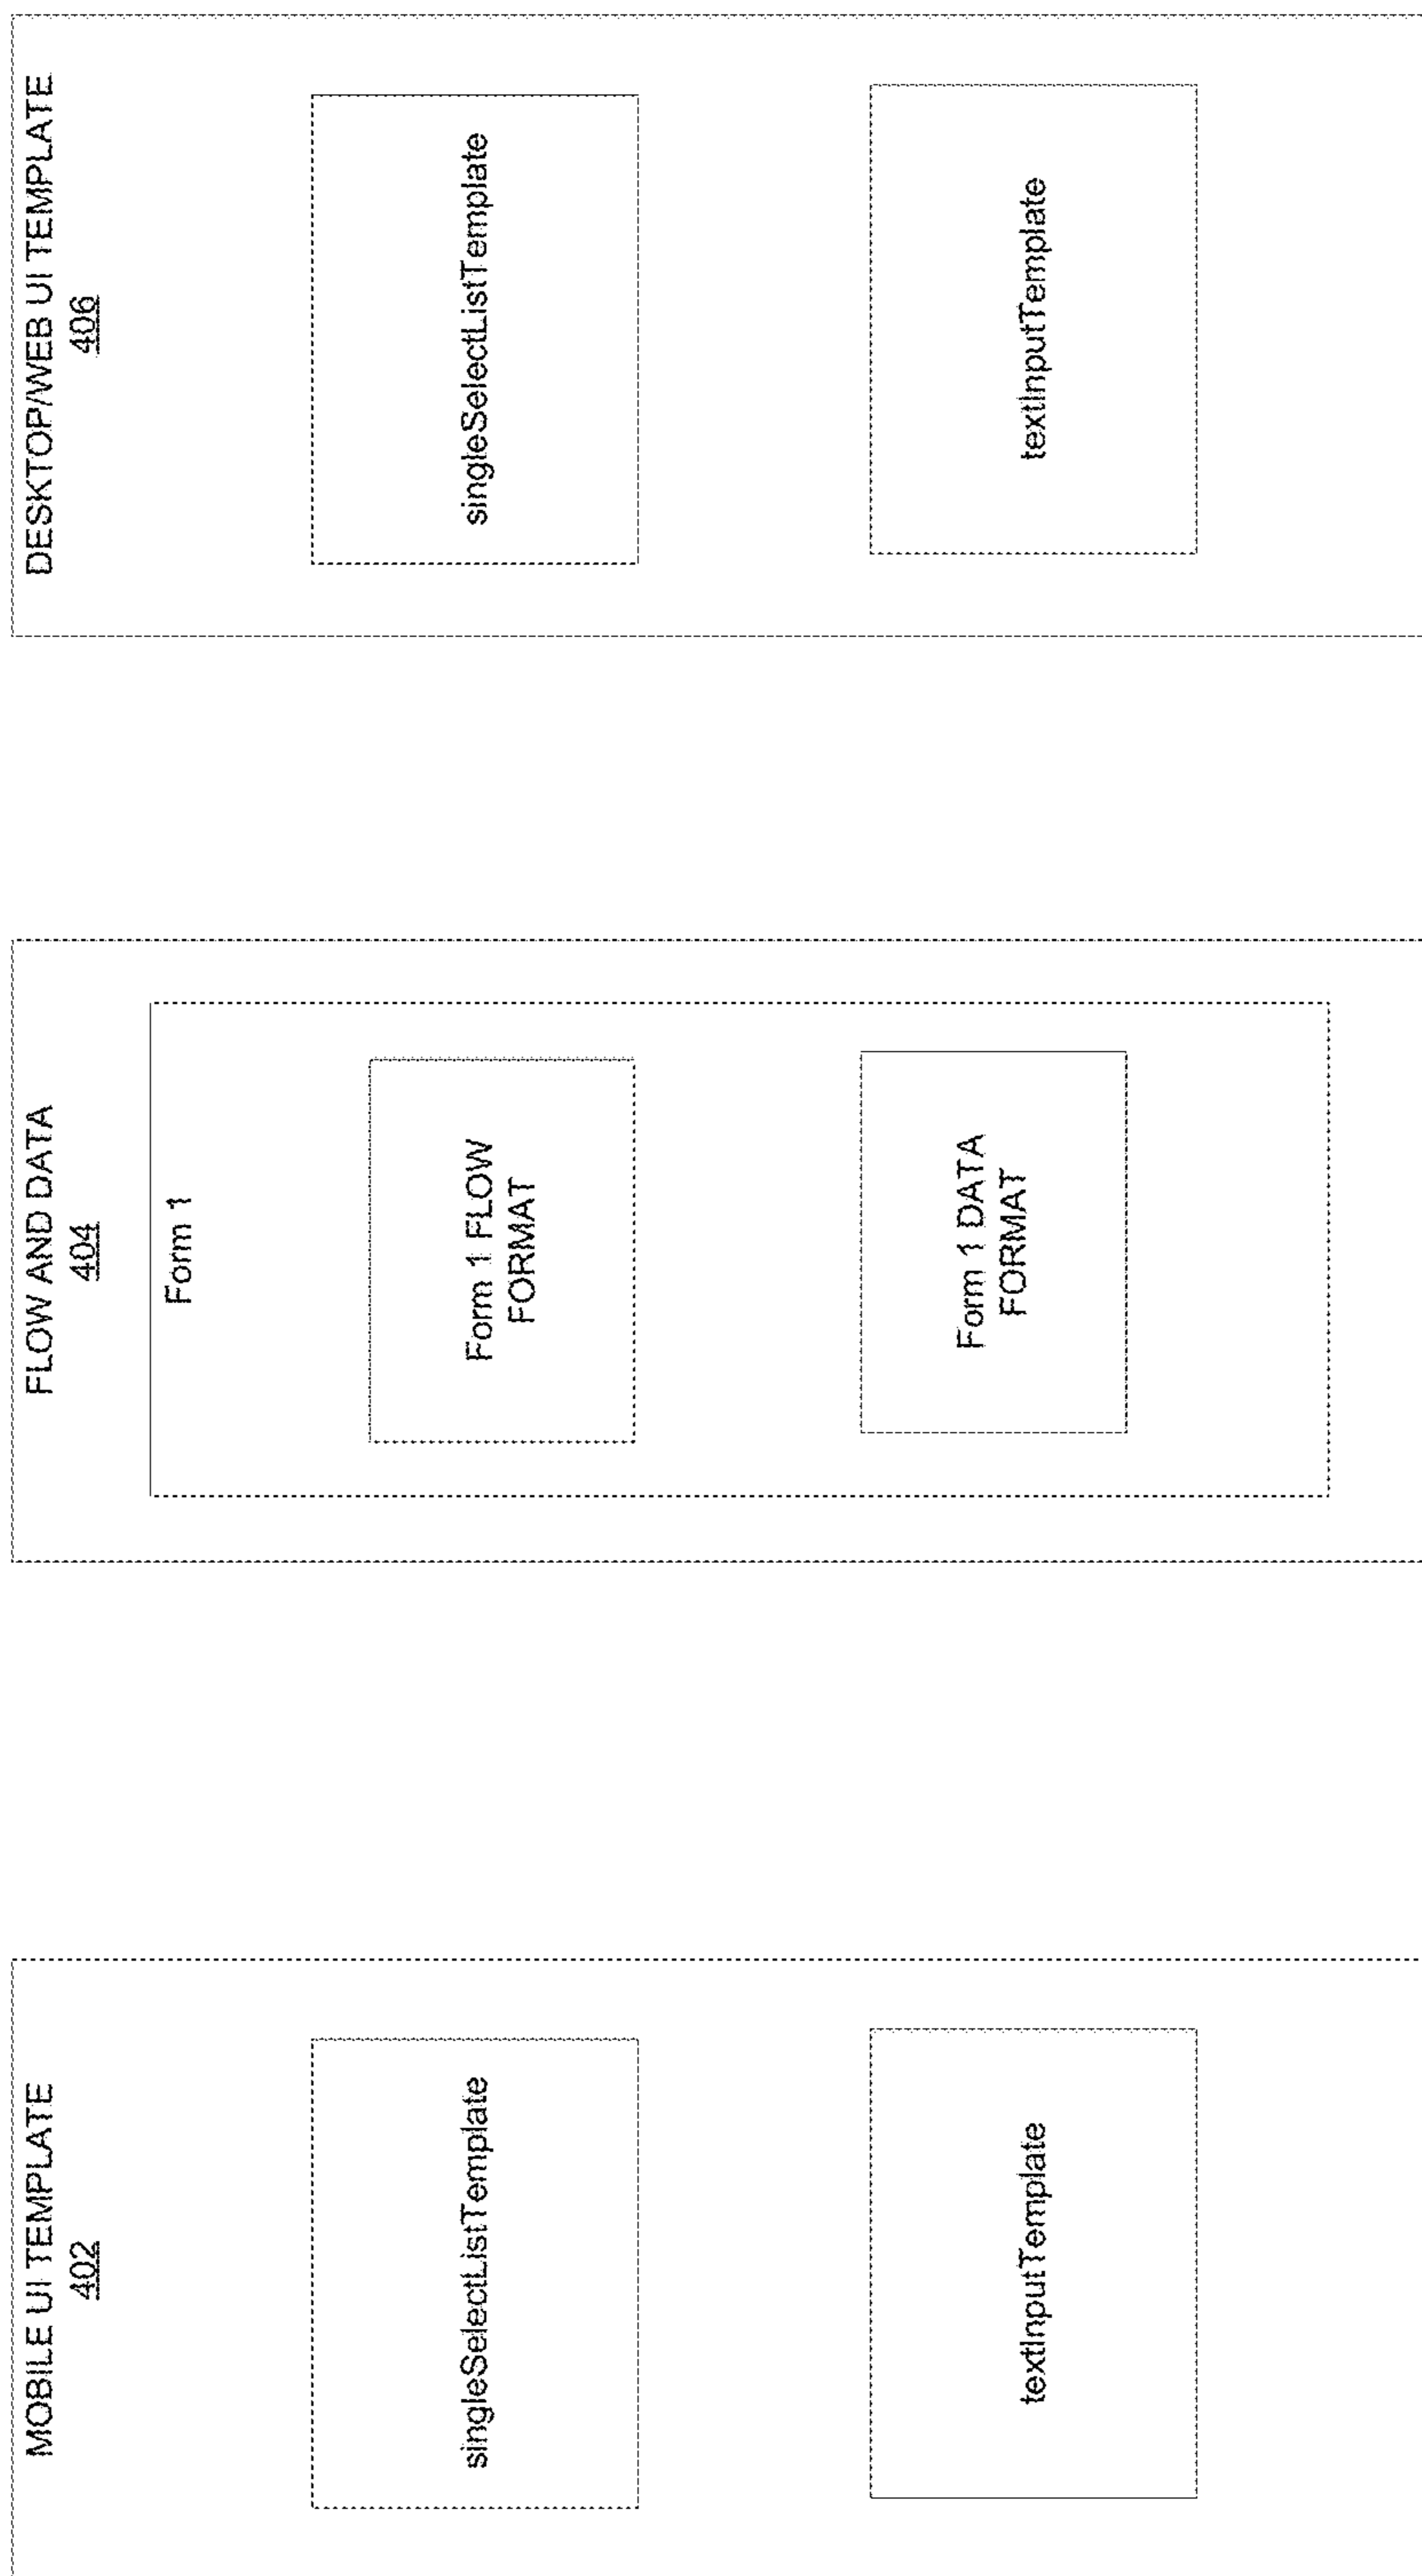 MOBILE UI TEMPLATE
402
singleSelectListTemplate
textInputTemplate
FLOW AND DATA
404
Form 1
Form 1 FLOW
FORMAT
Form 1 DATA
FORMAT
DESKTOP/WEB UI TEMPLATE
406
singleSelectListTemplate
textInputTemplate